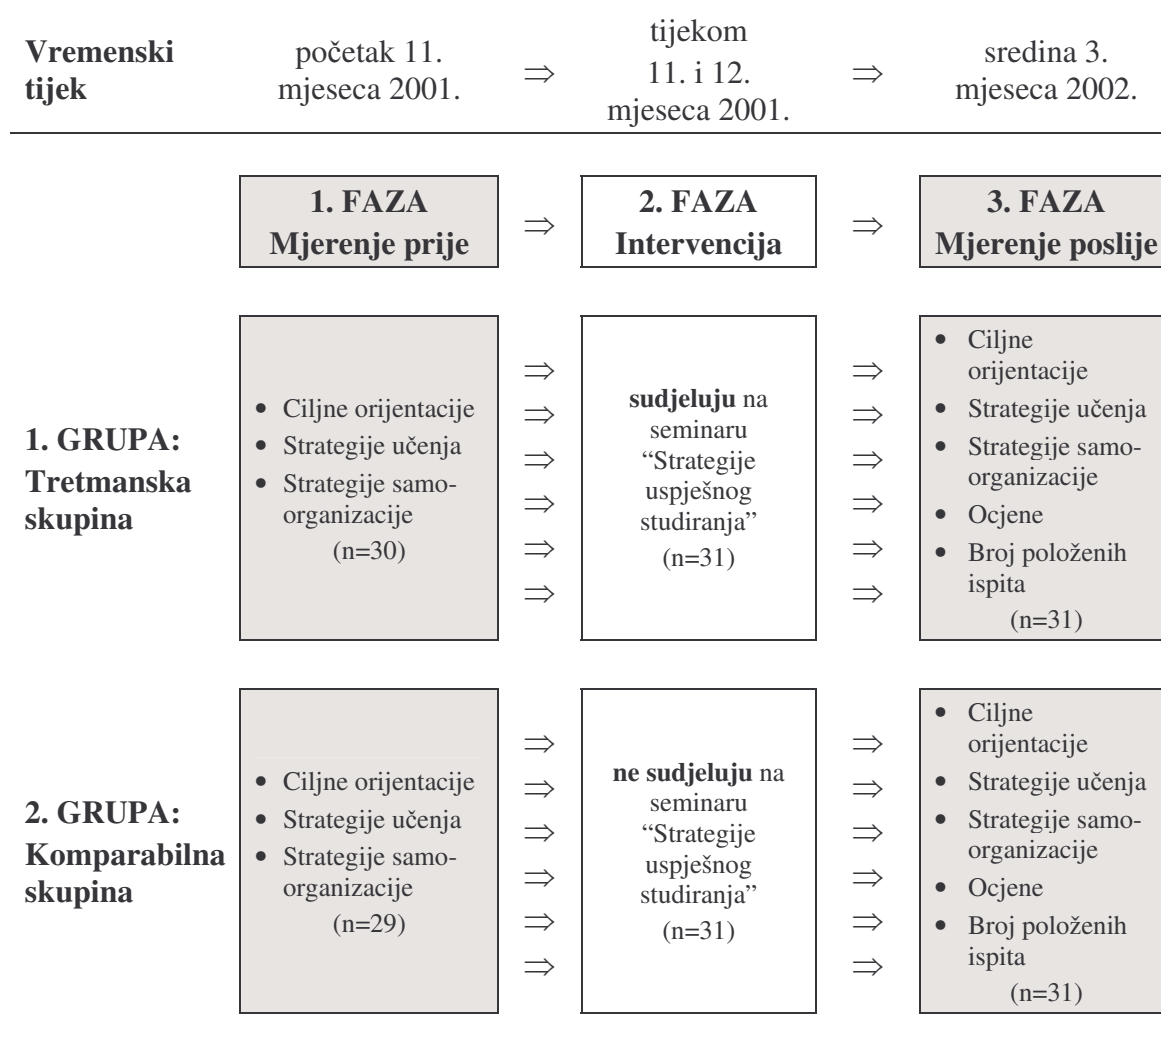 Vremenski
tijek
početak 11.
mjeseca 2001.
⇒
tijekom
11. i 12.
mjeseca 2001.
⇒
sredina 3.
mjeseca 2002.
1. FAZA
Mjerenje prije
⇒
2. FAZA
Intervencija
⇒
3. FAZA
Mjerenje poslije
1. GRUPA:
Tretmanska
skupina
• Ciljne orijentacije
• Strategije učenja
• Strategije samo-
organizacije
(n=30)
⇒
⇒
⇒
⇒
⇒
⇒
sudjeluju na
seminaru
“Strategije
uspješnog
studiranja”
(n=31)
⇒
⇒
⇒
⇒
⇒
⇒
• Ciljne
orijentacije
• Strategije učenja
• Strategije samo-
organizacije
• Ocjene
• Broj položenih
ispita
(n=31)
2. GRUPA:
Komparabilna
skupina
• Ciljne orijentacije
• Strategije učenja
• Strategije samo-
organizacije
(n=29)
⇒
⇒
⇒
⇒
⇒
⇒
ne sudjeluju na
seminaru
“Strategije
uspješnog
studiranja”
(n=31)
⇒
⇒
⇒
⇒
⇒
⇒
• Ciljne
orijentacije
• Strategije učenja
• Strategije samo-
organizacije
• Ocjene
• Broj položenih
ispita
(n=31)